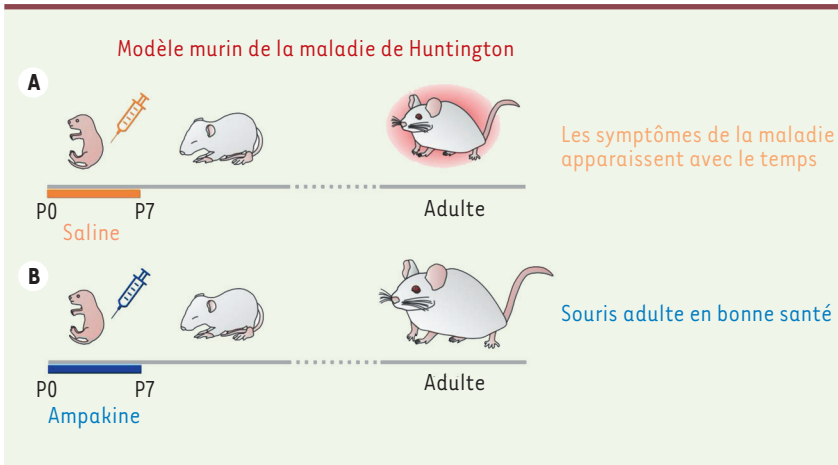 Modèle murin de la maladie de Huntington
A
Les symptômes de la maladie
apparaissent avec le temps
P0 P7 Adulte
Saline
B
Souris adulte en bonne santé
P0 P7 Adulte
Ampakine